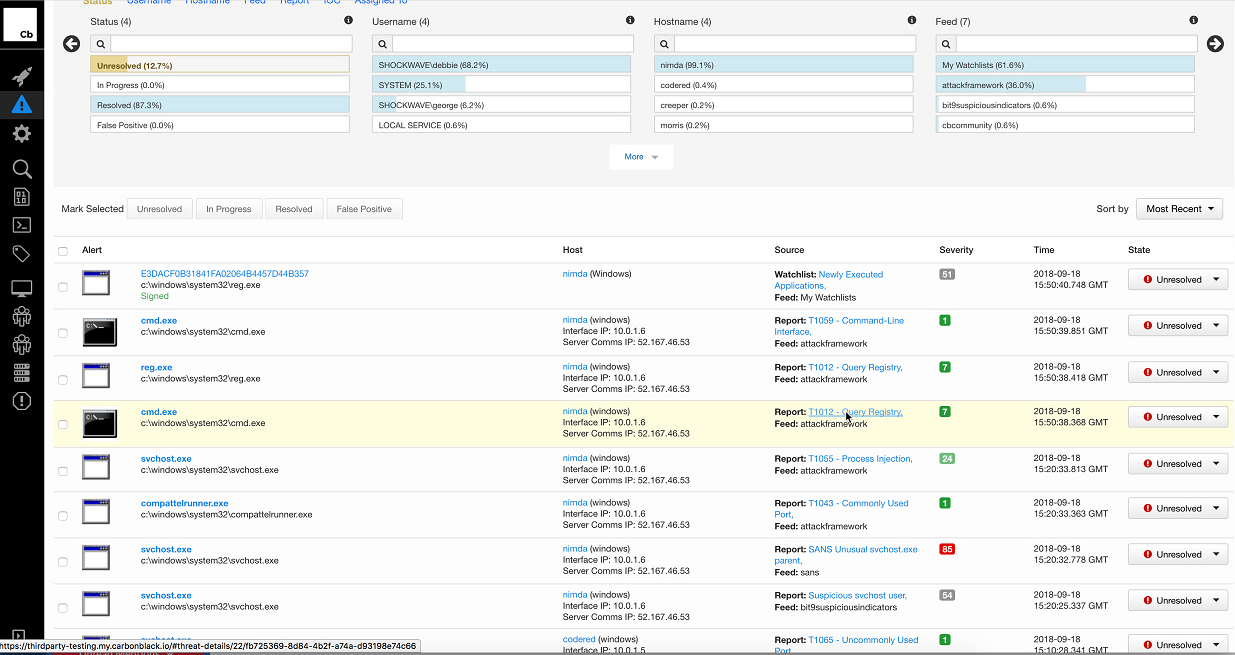 Status Username Hostname Feed Report IOC Assigned To
Cb
Status (4)
Username (4)
Hostname (4)
Feed (7)
Unresolved (12.7%)
SHOCKWAVE\debbie (68.2%)
nimda (99.1%)
My Watchlists (61.6%)
In Progress (0.0%)
SYSTEM (25.1%)
codered (0.4%)
attackframework (36.0%)
Resolved (87.3%)
SHOCKWAVE\george (6.2%)
creeper (0.2%)
bit9suspiciousindicators (0.6%)
False Positive (0.0%)
LOCAL SERVICE (0.6%)
morris (0.2%)
cbcommunity (0.6%)
More
Mark Selected Unresolved In Progress Resolved False Positive
Sort by Most Recent
Alert Host Source Severity Time State
E3DACF0B31841FA02064B4457D44B357
c:\windows\system32\reg.exe
Signed
nimda (Windows)
Watchlist: Newly Executed
Applications,
Feed: My Watchlists
51
2018-09-18
15:50:40.748 GMT
Unresolved
cmd.exe
c:\windows\system32\cmd.exe
nimda (windows)
Interface IP: 10.0.1.6
Server Comms IP: 52.167.46.53
Report: T1059 - Command-Line
Interface,
Feed: attackframework
1
2018-09-18
15:50:39.851 GMT
Unresolved
reg.exe
c:\windows\system32\reg.exe
nimda (windows)
Interface IP: 10.0.1.6
Server Comms IP: 52.167.46.53
Report: T1012 - Query Registry,
Feed: attackframework
7
2018-09-18
15:50:38.418 GMT
Unresolved
cmd.exe
c:\windows\system32\cmd.exe
nimda (windows)
Interface IP: 10.0.1.6
Server Comms IP: 52.167.46.53
Report: T1012 - Query Registry,
Feed: attackframework
7
2018-09-18
15:50:38.368 GMT
Unresolved
svchost.exe
c:\windows\system32\svchost.exe
nimda (windows)
Interface IP: 10.0.1.6
Server Comms IP: 52.167.46.53
Report: T1055 - Process Injection,
Feed: attackframework
24
2018-09-18
15:20:33.813 GMT
Unresolved
compattelrunner.exe
c:\windows\system32\compattelrunner.exe
nimda (windows)
Interface IP: 10.0.1.6
Server Comms IP: 52.167.46.53
Report: T1043 - Commonly Used
Port,
Feed: attackframework
1
2018-09-18
15:20:33.363 GMT
Unresolved
svchost.exe
c:\windows\system32\svchost.exe
nimda (windows)
Interface IP: 10.0.1.6
Server Comms IP: 52.167.46.53
Report: SANS Unusual svchost.exe
parent,
Feed: sans
85
2018-09-18
15:20:32.778 GMT
Unresolved
svchost.exe
c:\windows\system32\svchost.exe
nimda (windows)
Interface IP: 10.0.1.6
Server Comms IP: 52.167.46.53
Report: Suspicious svchost user,
Feed: bit9suspiciousindicators
54
2018-09-18
15:20:25.337 GMT
Unresolved
svchost.exe
codered (windows)
Interface IP: 10.0.1.5
Report: T1065 - Uncommonly Used
Port,
1
2018-09-18
15:10:28.341 GMT
Unresolved
https://thirdparty-testing.my.carbonblack.io/#threat-details/22/fb725369-8d84-4b2f-a74a-d93198e74c66